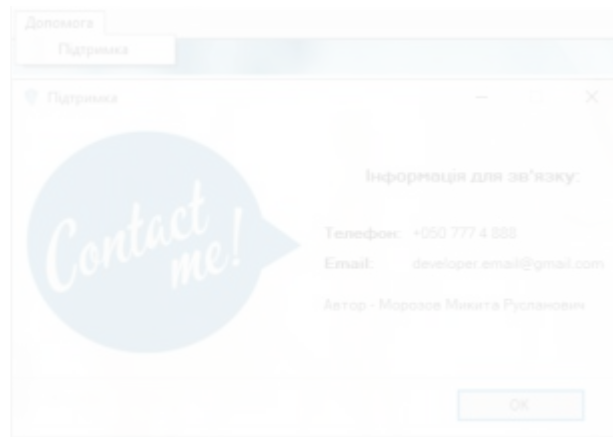 Допомога
Підтримка
Підтримка
Contact
me!
Інформація для зв'язку:
Телефон: +050 777 4 888
Email: developer.email@gmail.com
Автор - Морозов Микита Русланович
OK